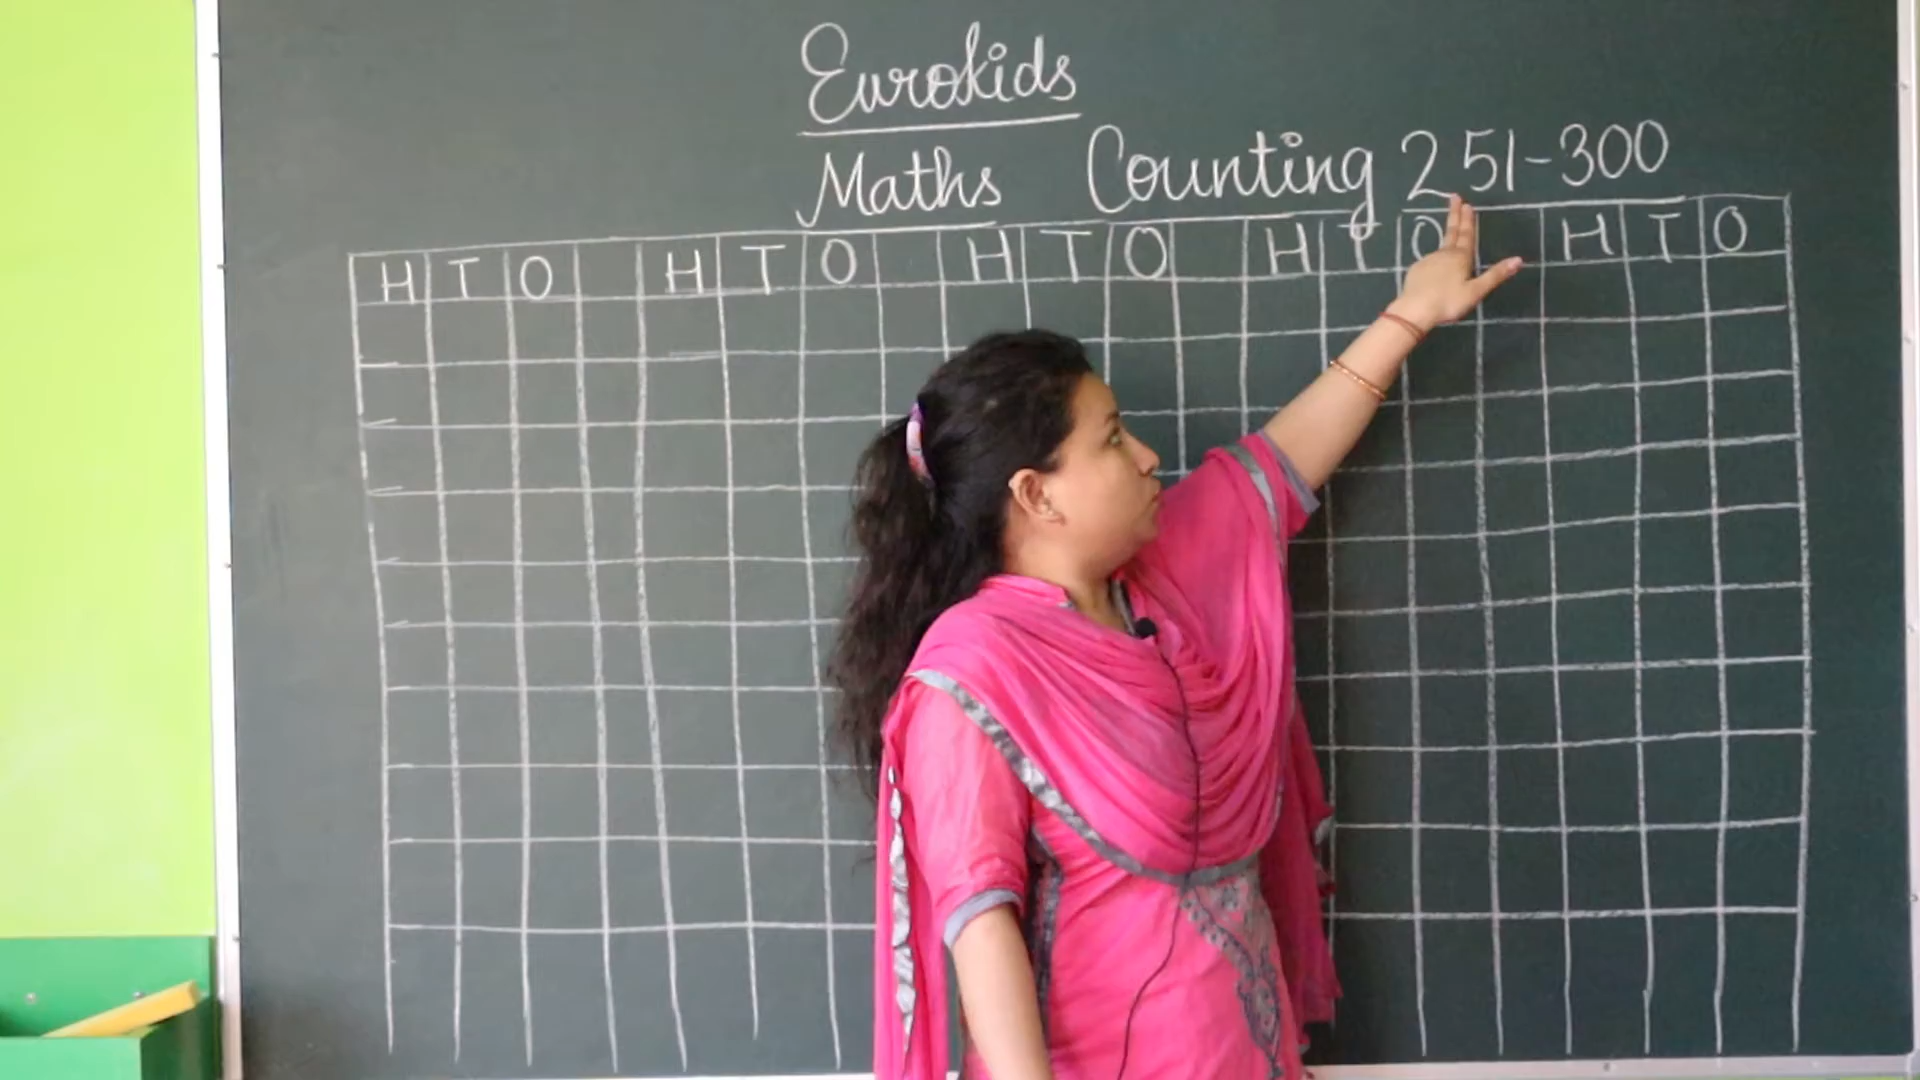 Eurokids
Maths Counting 251-300
H T O H T O H T O H T O H T O